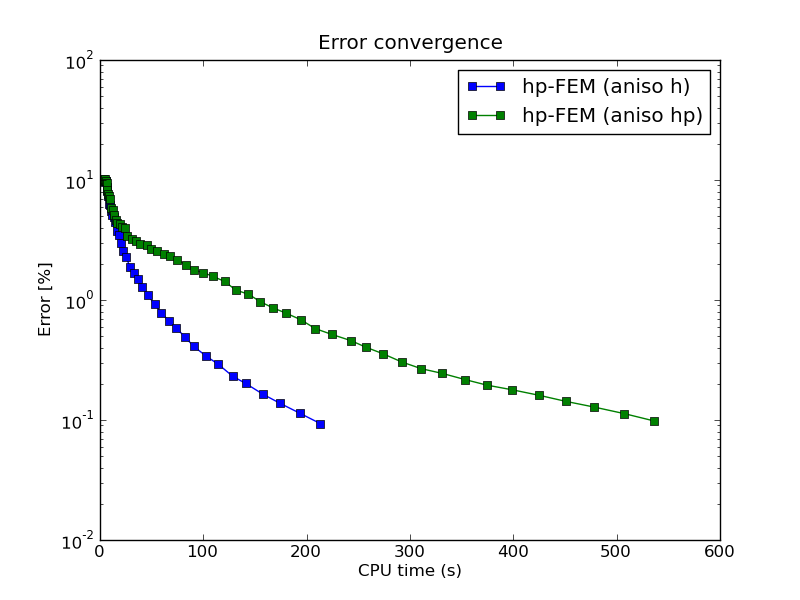 Error convergence
hp-FEM (aniso h)
hp-FEM (aniso hp)
10^2
10^1
10^0
10^-1
10^-2
Error [%]
0 100 200 300 400 500 600
CPU time (s)